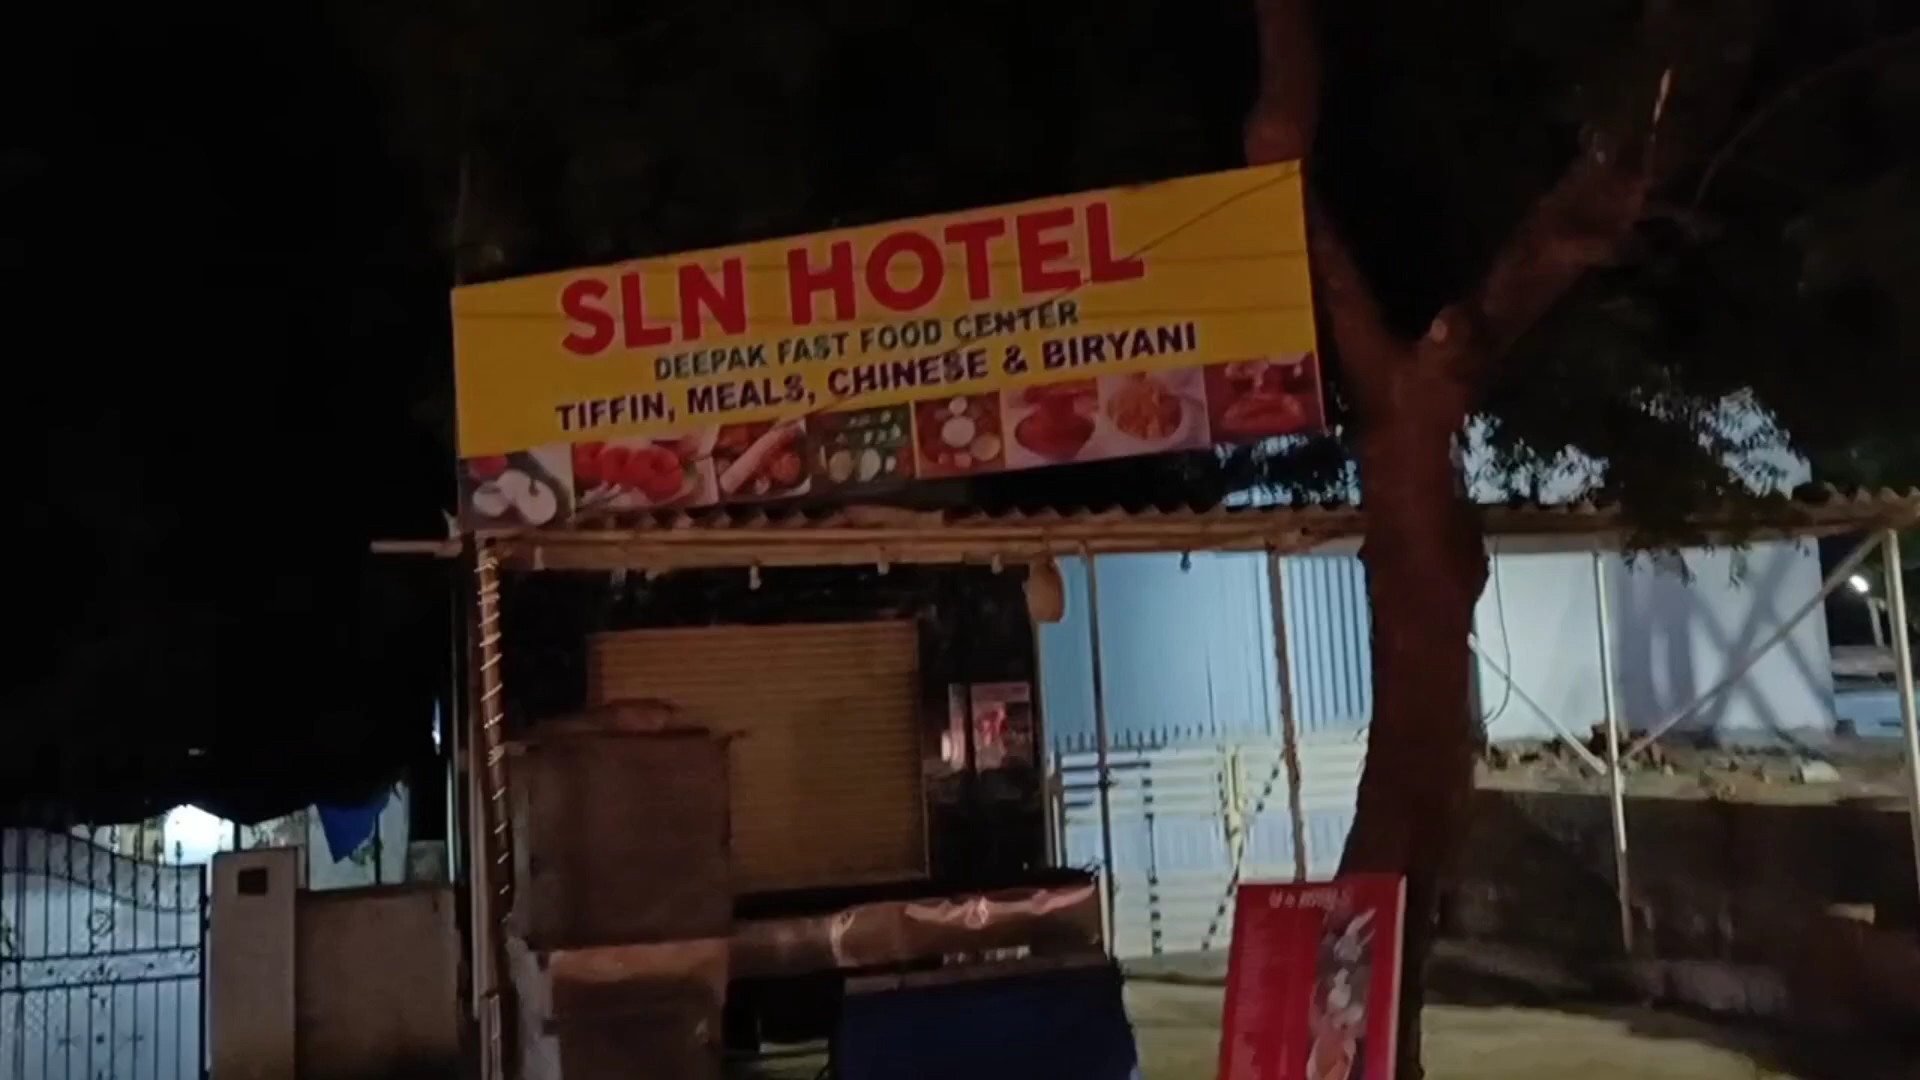 SLN HOTEL
DEEPAK FAST FOOD CENTER
TIFFIN, MEALS, CHINESE & BIRYANI